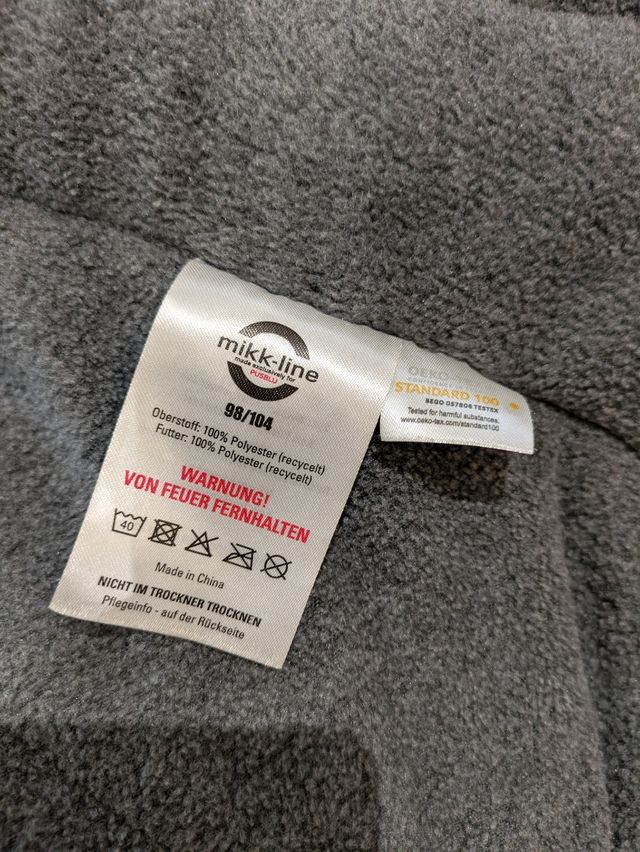 mikk-line
made exclusively for
PUSBLU
98/104
Oberstoff: 100% Polyester (recycelt)
Futter: 100% Polyester (recycelt)
WARNUNG!
VON FEUER FERNHALTEN
40
Made in China
NICHT IM TROCKNER TROCKNEN
Pflegeinfo - auf der Rückseite
OEKO
STANDARD 100
Tested for harmful substances.
www.oeko-tex.com/standard100